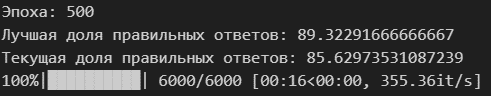 Эпоха: 500
Лучшая доля правильных ответов: 89.32291666666667
Текущая доля правильных ответов: 85.62973531087239
100%|██████████| 6000/6000 [00:16<00:00, 355.36it/s]